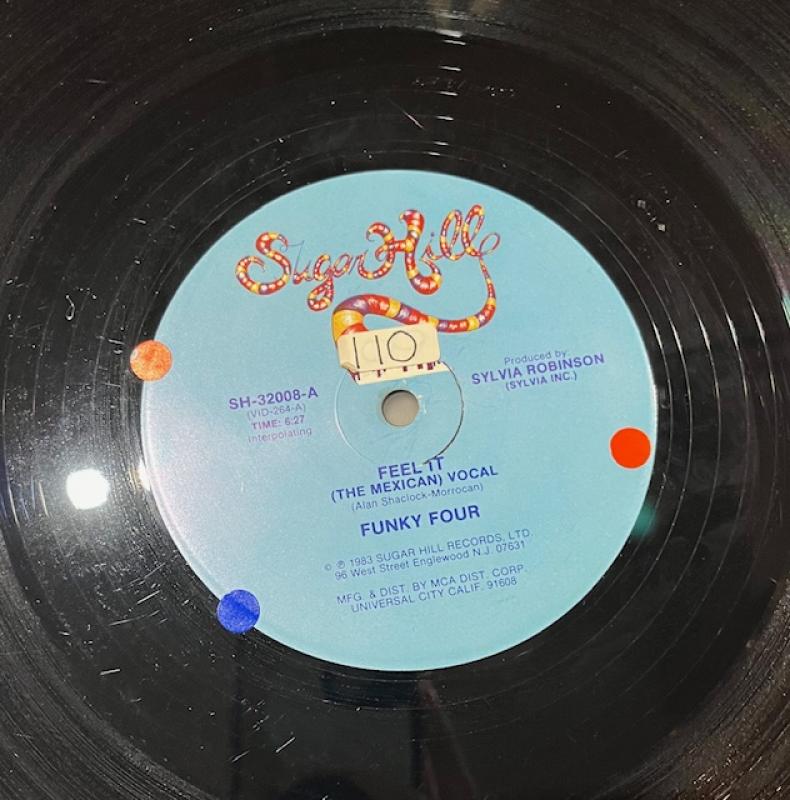 Sugar Hill
110
SH-32008-A
(VID-264-A)
TIME: 6:27
Interpolating
Produced by:
SYLVIA ROBINSON
(SYLVIA INC.)
FEEL IT
(THE MEXICAN) VOCAL
(Alan Shaclock-Morrocan)
FUNKY FOUR
© ℗ 1983 SUGAR HILL RECORDS, LTD.
96 West Street Englewood N.J. 07631
MFG. & DIST. BY MCA DIST. CORP.
UNIVERSAL CITY CALIF. 91608